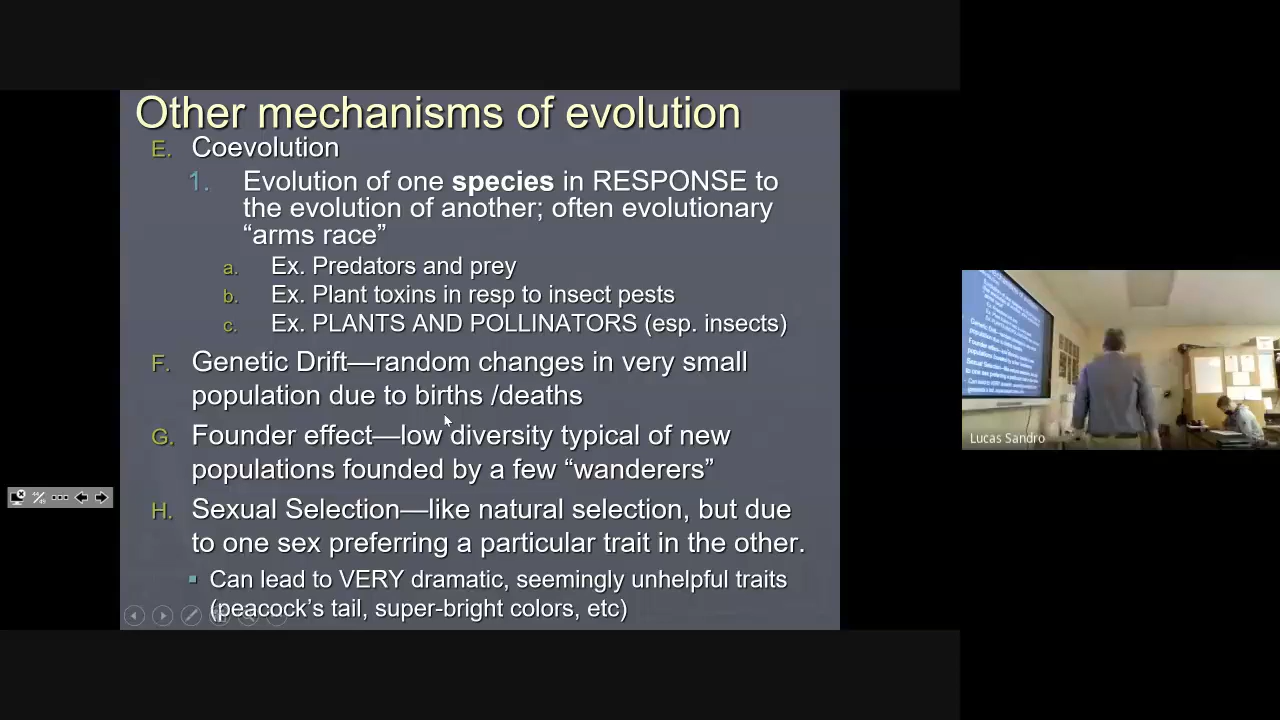 Other mechanisms of evolution
E. Coevolution
1. Evolution of one species in RESPONSE to
the evolution of another; often evolutionary
“arms race”
a. Ex. Predators and prey
b. Ex. Plant toxins in resp to insect pests
c. Ex. PLANTS AND POLLINATORS (esp. insects)
F. Genetic Drift—random changes in very small
population due to births /deaths
G. Founder effect—low diversity typical of new
populations founded by a few “wanderers”
H. Sexual Selection—like natural selection, but due
to one sex preferring a particular trait in the other.
Can lead to VERY dramatic, seemingly unhelpful traits
(peacock’s tail, super-bright colors, etc)
Lucas Sandro